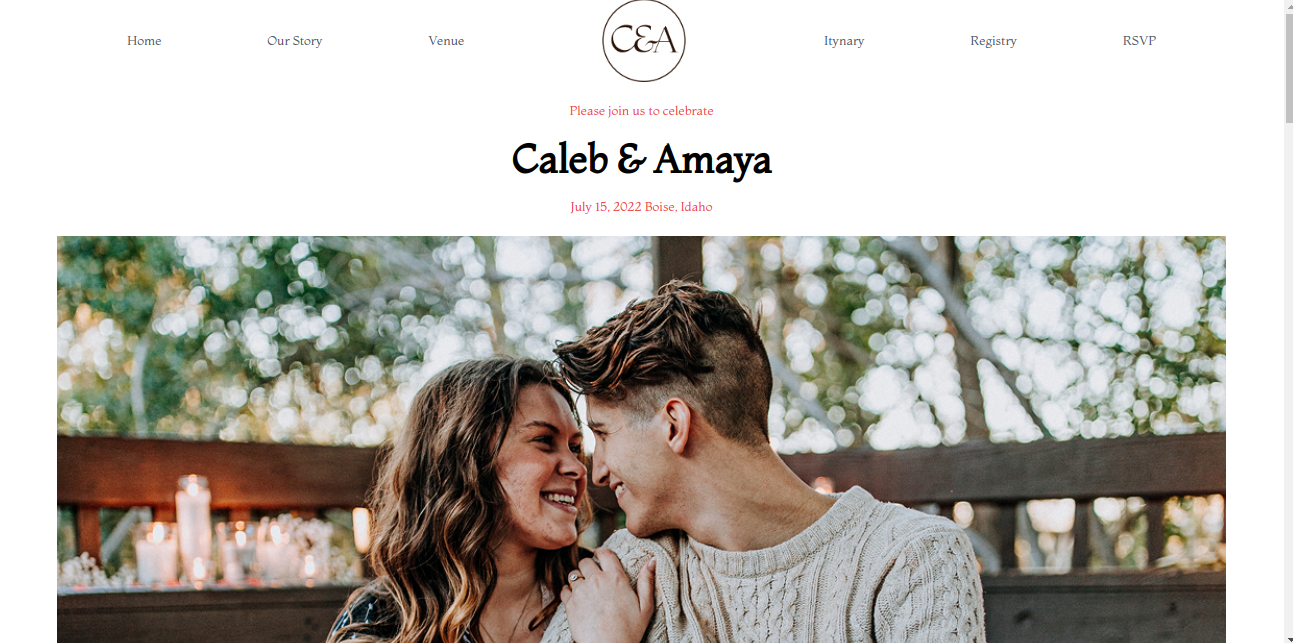 Home Our Story Venue C&A Itynary Registry RSVP
Please join us to celebrate
Caleb & Amaya
July 15, 2022 Boise, Idaho